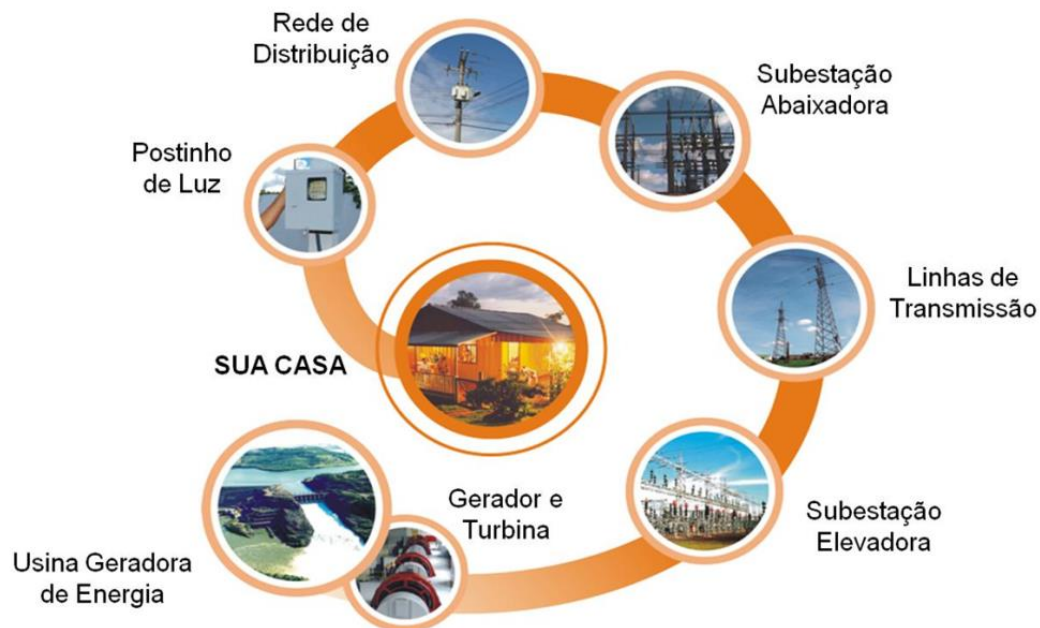 Rede de
Distribuição
Subestação
Abaixadora
Postinho
de Luz
Linhas de
Transmissão
SUA CASA
Gerador e
Turbina
Subestação
Elevadora
Usina Geradora
de Energia